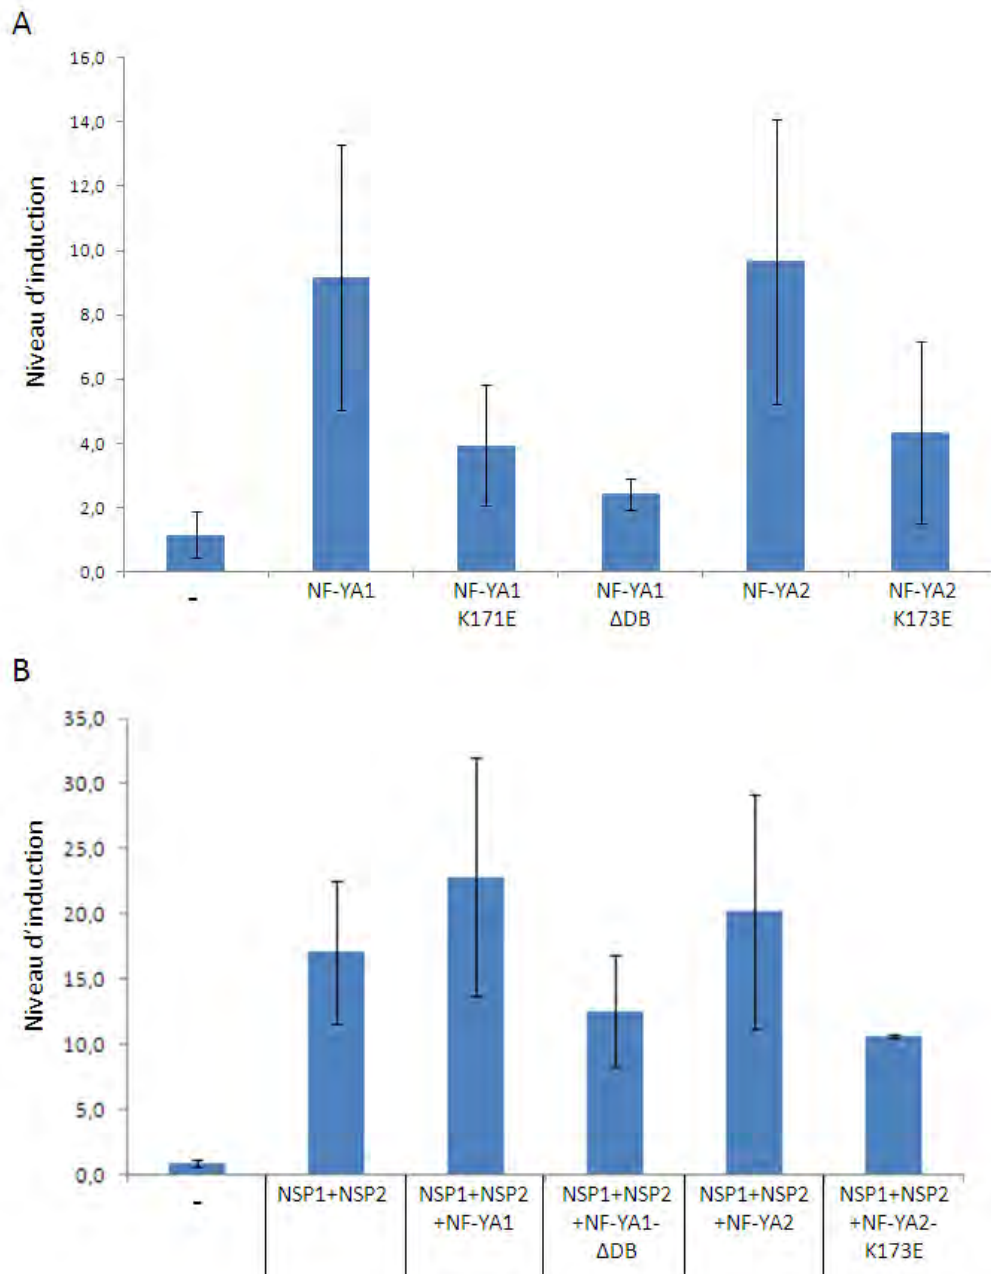 A
Niveau d'induction
16,0
14,0
12,0
10,0
8,0
6,0
4,0
2,0
0,0
-
NF-YA1
NF-YA1
K171E
NF-YA1
ΔDB
NF-YA2
NF-YA2
K173E
B
Niveau d'induction
35,0
30,0
25,0
20,0
15,0
10,0
5,0
0,0
-
NSP1+NSP2
NSP1+NSP2
+NF-YA1
NSP1+NSP2
+NF-YA1-
ΔDB
NSP1+NSP2
+NF-YA2
NSP1+NSP2
+NF-YA2-
K173E